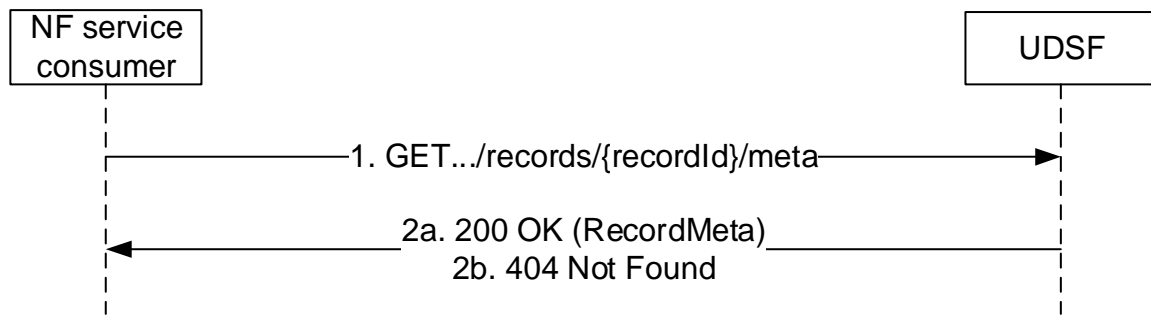 NF service
consumer
UDSF
1. GET.../records/{recordId}/meta
2a. 200 OK (RecordMeta)
2b. 404 Not Found